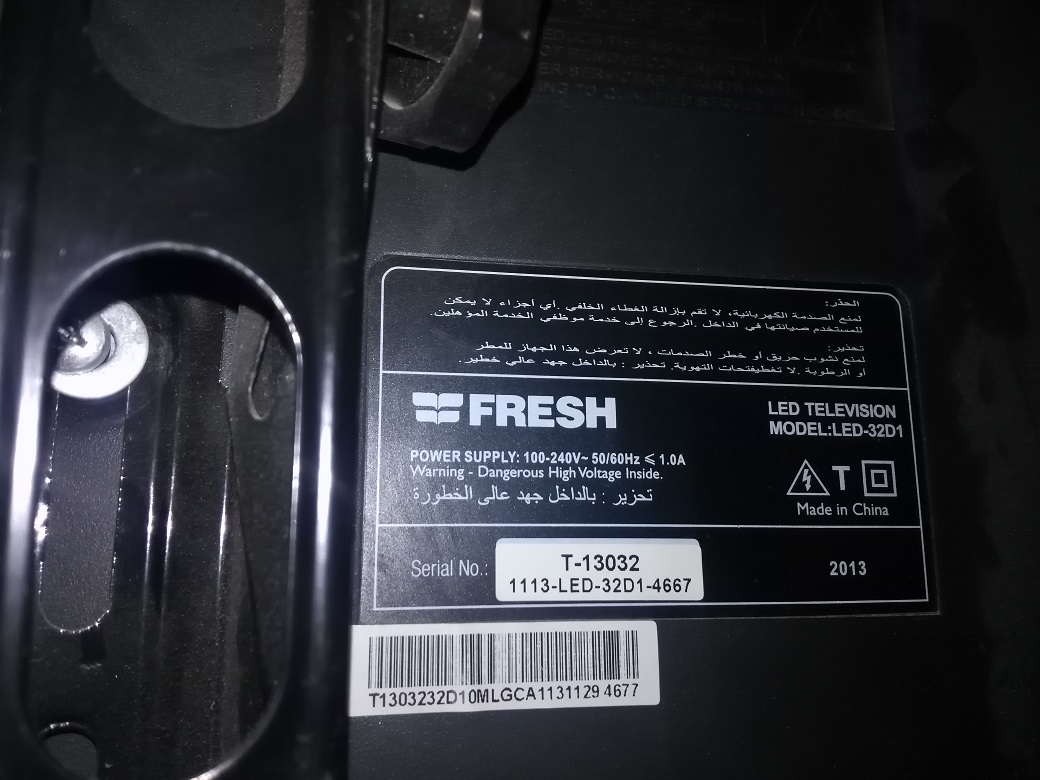 الحذر:
لمنع الصدمة الكهربائية، لا تقم بإزالة الغطاء الخلفي .أي أجزاء لا يمكن
للمستخدم صيانتها في الداخل .الرجوع إلى خدمة موظفي الخدمة المؤهلين.
تحذير:
لمنع نشوب حريق أو خطر الصدمات ، لا تعرض هذا الجهاز للمطر
أو الرطوبة .لا تغطيفتحات التهوية. تحذير : بالداخل جهد عالي خطير.
FRESH
LED TELEVISION
MODEL:LED-32D1
POWER SUPPLY: 100-240V~ 50/60Hz ≤ 1.0A
Warning - Dangerous High Voltage Inside.
تحزير : بالداخل جهد عالى الخطورة
T
Made in China
Serial No.:
T-13032
1113-LED-32D1-4667
2013
T1303232D10MLGCA1131129 4677